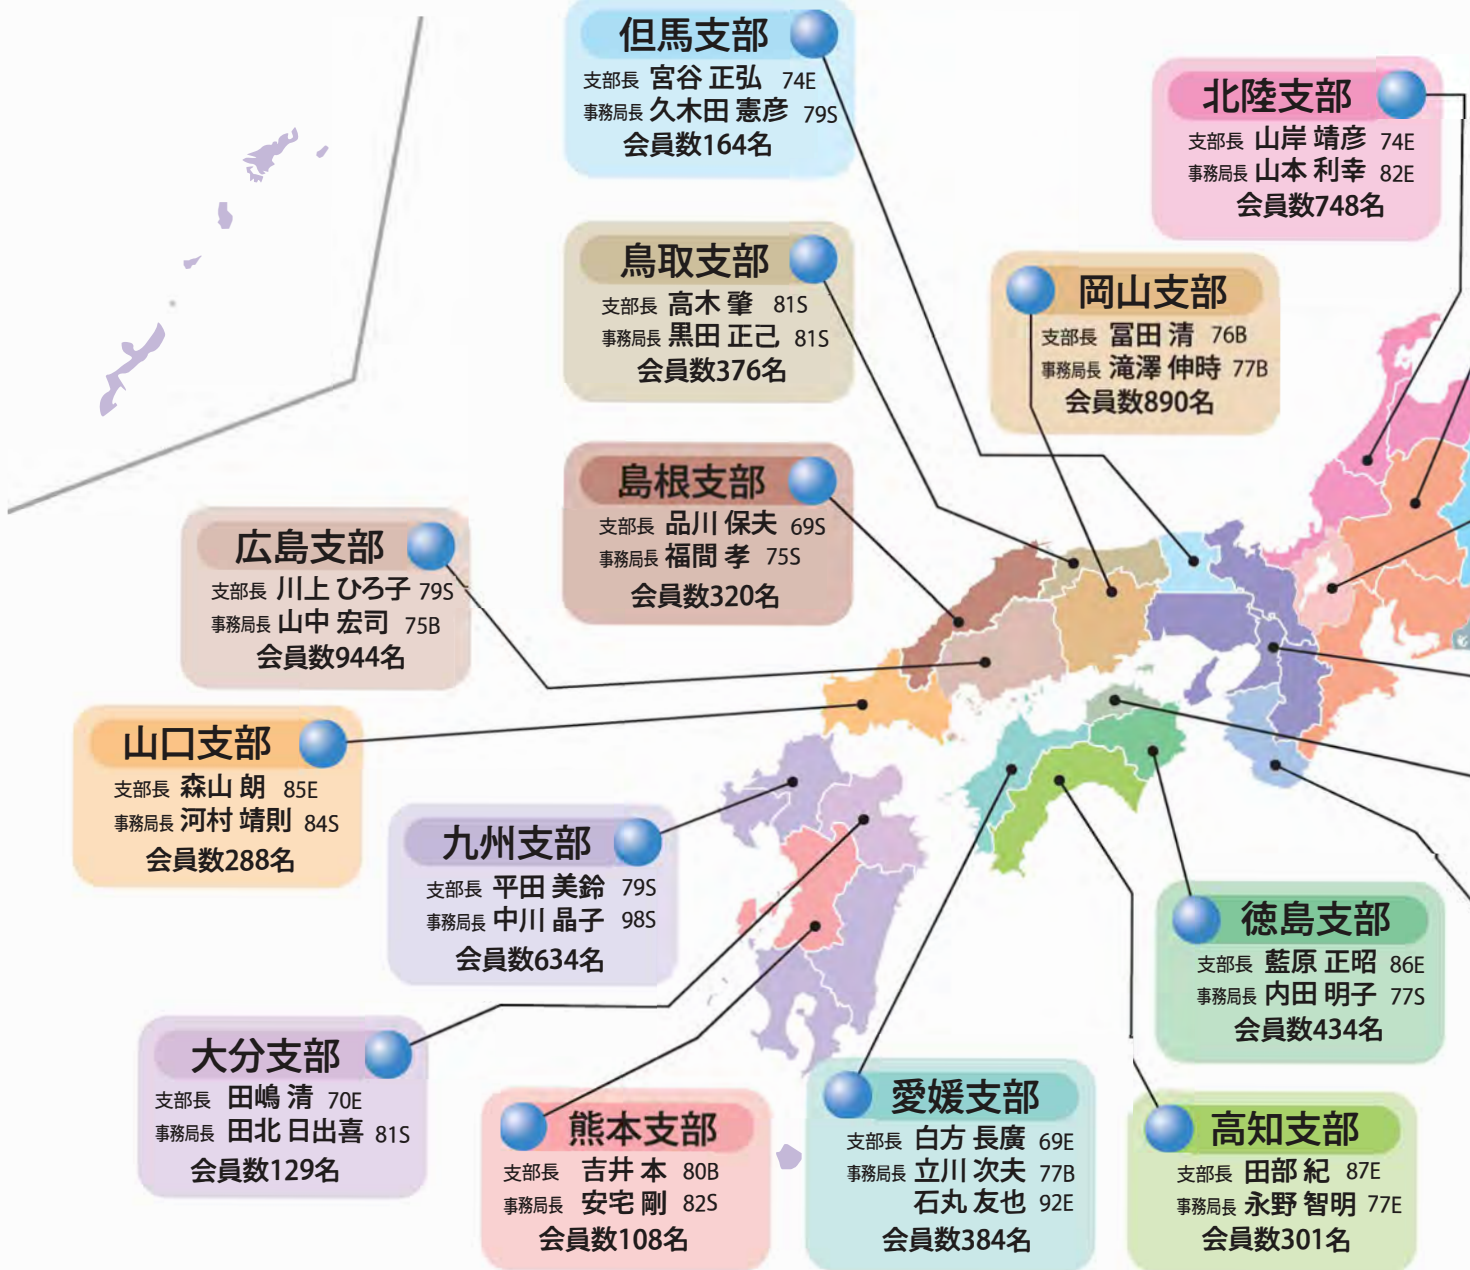 但馬支部
支部長 宮谷 正弘 74E
事務局長 久木田 憲彦 79S
会員数164名
北陸支部
支部長 山岸 靖彦 74E
事務局長 山本 利幸 82E
会員数748名
鳥取支部
支部長 高木 肇 81S
事務局長 黒田 正己 81S
会員数376名
岡山支部
支部長 冨田 清 76B
事務局長 滝澤 伸時 77B
会員数890名
島根支部
支部長 品川 保夫 69S
事務局長 福間 孝 75S
会員数320名
広島支部
支部長 川上 ひろ子 79S
事務局長 山中 宏司 75B
会員数944名
山口支部
支部長 森山 朗 85E
事務局長 河村 靖則 84S
会員数288名
九州支部
支部長 平田 美鈴 79S
事務局長 中川 晶子 98S
会員数634名
徳島支部
支部長 藍原 正昭 86E
事務局長 内田 明子 77S
会員数434名
大分支部
支部長 田嶋 清 70E
事務局長 田北 日出喜 81S
会員数129名
熊本支部
支部長 吉井 本 80B
事務局長 安宅 剛 82S
会員数108名
愛媛支部
支部長 白方 長廣 69E
事務局長 立川 次夫 77B
石丸 友也 92E
会員数384名
高知支部
支部長 田部 紀 87E
事務局長 永野 智明 77E
会員数301名